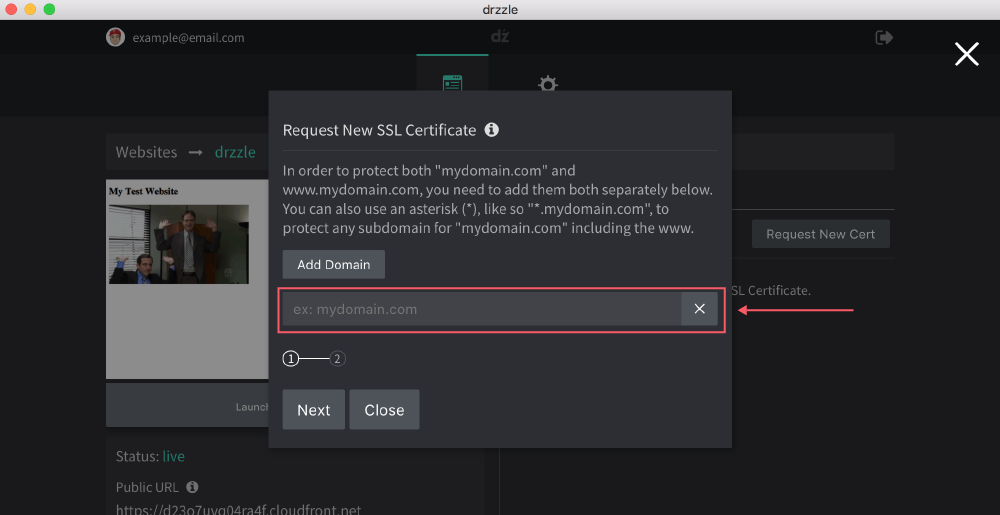 drzzle
example@email.com
dz
Request New SSL Certificate
Websites → drzzle
In order to protect both "mydomain.com" and
www.mydomain.com, you need to add them both separately below.
You can also use an asterisk (*), like so "*.mydomain.com", to
protect any subdomain for "mydomain.com" including the www.
My Test Website
Request New Cert
Add Domain
SL Certificate.
ex: mydomain.com
1 2
Next Close
Launch
Status: live
Public URL
https://d23o7uvg04ra4f.cloudfront.net